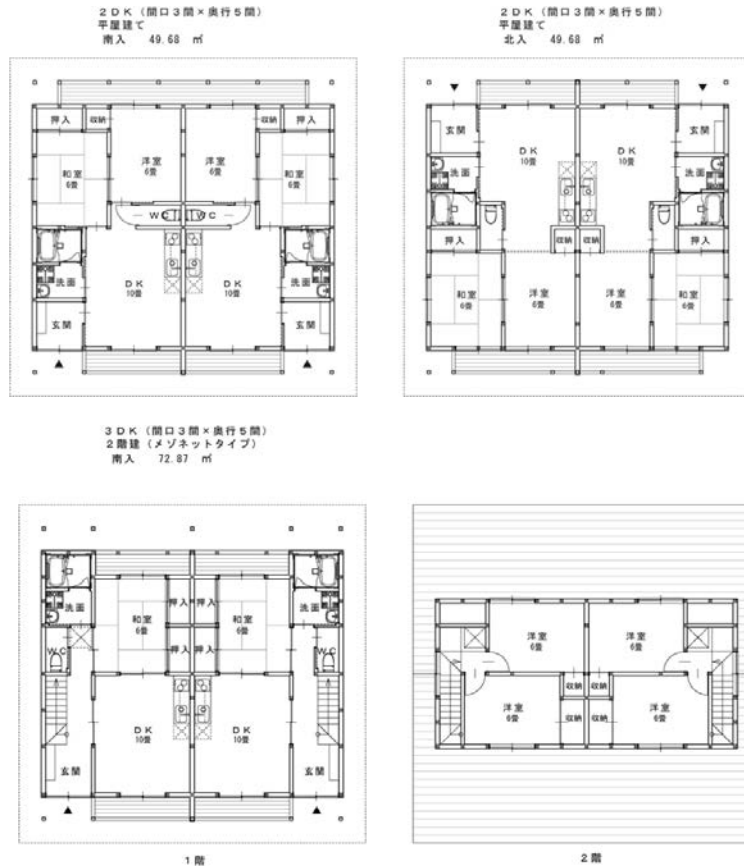 2DK(間口3間×奥行5間)
平屋建て
南入 49.68 ㎡
押入 収納 収納 押入
和室
6畳
洋室
6畳
洋室
6畳
和室
6畳
WC WC
洗面
DK
10畳
DK
10畳
洗面
玄関
玄関
2DK(間口3間×奥行5間)
平屋建て
北入 49.68 ㎡
玄関
DK
10畳
DK
10畳
玄関
洗面
洗面
押入
収納 収納
押入
和室
6畳
洋室
6畳
洋室
6畳
和室
6畳
3DK(間口3間×奥行5間)
2階建(メゾネットタイプ)
南入 72.87 ㎡
洗面
和室
6畳
押入 押入
和室
6畳
洗面
WC
押入 押入
WC
DK
10畳
DK
10畳
玄関
玄関
1階
洋室
6畳
洋室
6畳
収納 収納
洋室
6畳
収納 収納
洋室
6畳
2階